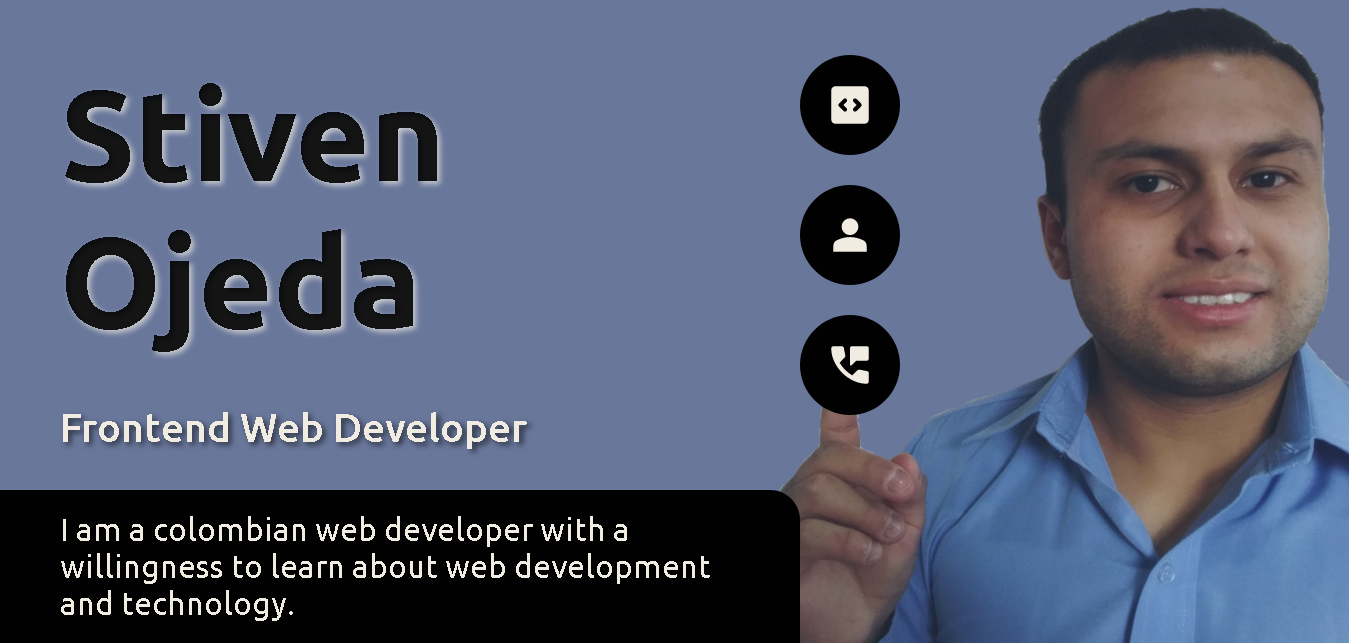 Stiven
Ojeda
Frontend Web Developer
I am a colombian web developer with a
willingness to learn about web development
and technology.